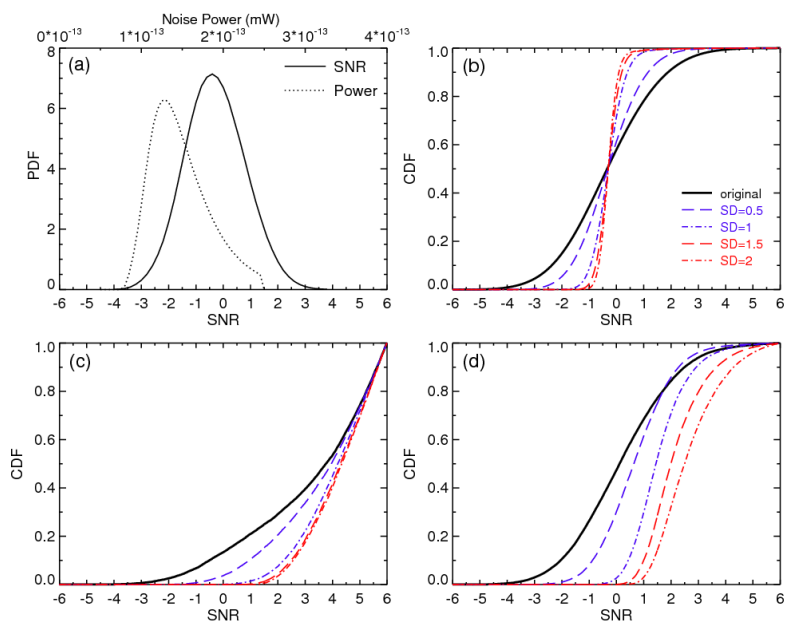 Noise Power (mW)
0*10-13 1*10-13 2*10-13 3*10-13 4*10-13
8
6
4
2
0
PDF
(a)
SNR
Power
-6 -5 -4 -3 -2 -1 0 1 2 3 4 5 6
SNR
1.0
0.8
0.6
0.4
0.2
0.0
CDF
(b)
original
SD=0.5
SD=1
SD=1.5
SD=2
-6 -5 -4 -3 -2 -1 0 1 2 3 4 5 6
SNR
1.0
0.8
0.6
0.4
0.2
0.0
CDF
(c)
-6 -5 -4 -3 -2 -1 0 1 2 3 4 5 6
SNR
1.0
0.8
0.6
0.4
0.2
0.0
CDF
(d)
-6 -5 -4 -3 -2 -1 0 1 2 3 4 5 6
SNR